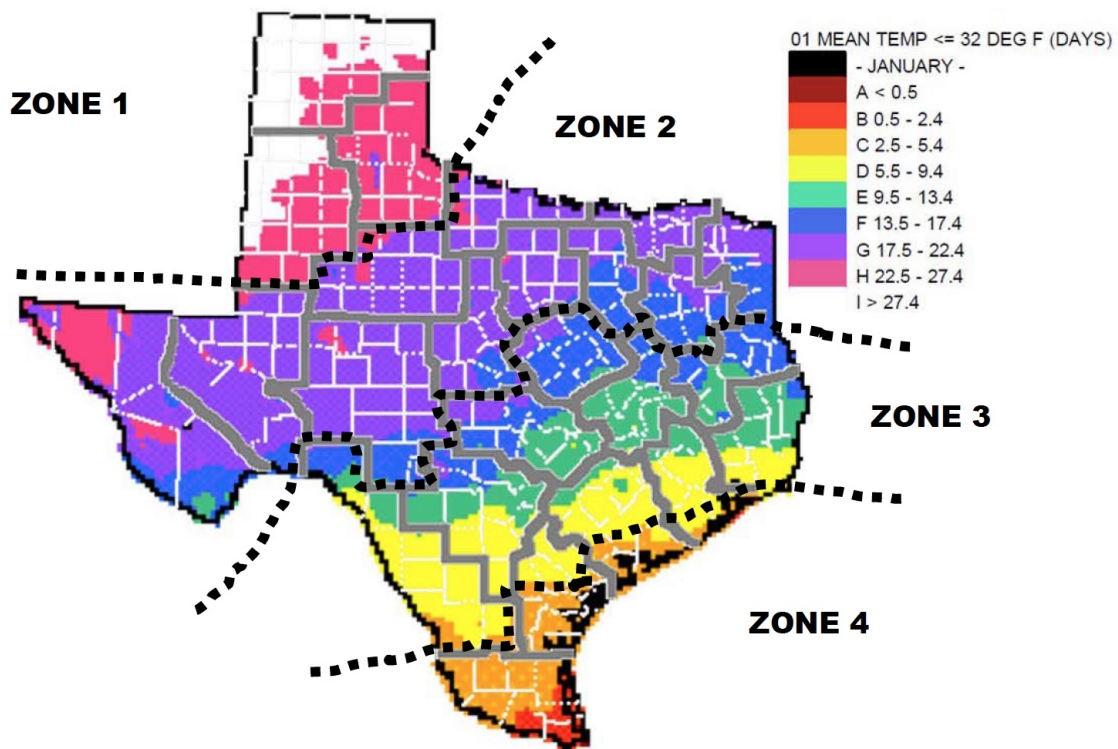 01 MEAN TEMP <= 32 DEG F (DAYS)
- JANUARY -
A < 0.5
B 0.5 - 2.4
C 2.5 - 5.4
D 5.5 - 9.4
E 9.5 - 13.4
F 13.5 - 17.4
G 17.5 - 22.4
H 22.5 - 27.4
I > 27.4
ZONE 1
ZONE 2
ZONE 3
ZONE 4